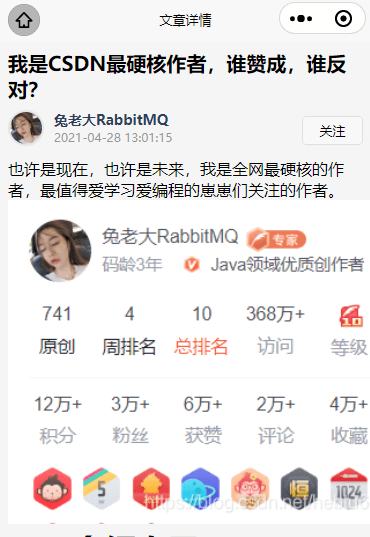 文章详情
我是CSDN最硬核作者，谁赞成，谁反
对？
兔老大RabbitMQ
2021-04-28 13:01:15
关注
也许是现在，也许是未来，我是全网最硬核的作
者，最值得爱学习爱编程的崽崽们关注的作者。
兔老大RabbitMQ 专家
码龄3年 Java领域优质创作者
741 4 10 368万+ 10
原创 周排名 总排名 访问 等级
12万+ 3万+ 6万+ 2万+ 4万+
积分 粉丝 获赞 评论 收藏
5 1024